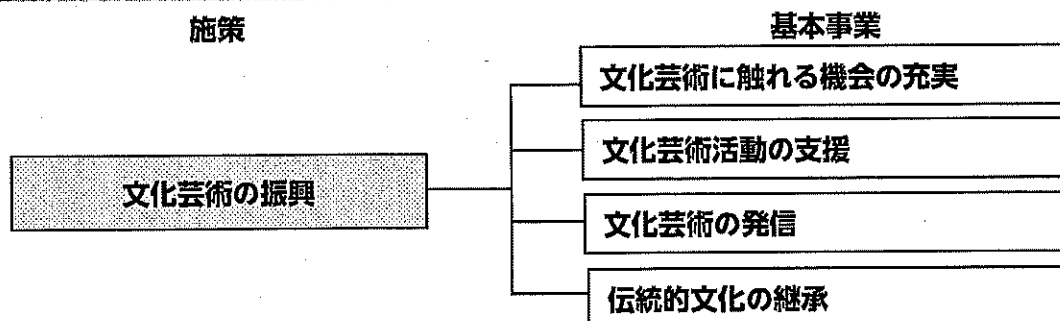 施策
基本事業
文化芸術に触れる機会の充実
文化芸術活動の支援
文化芸術の振興
文化芸術の発信
伝統的文化の継承